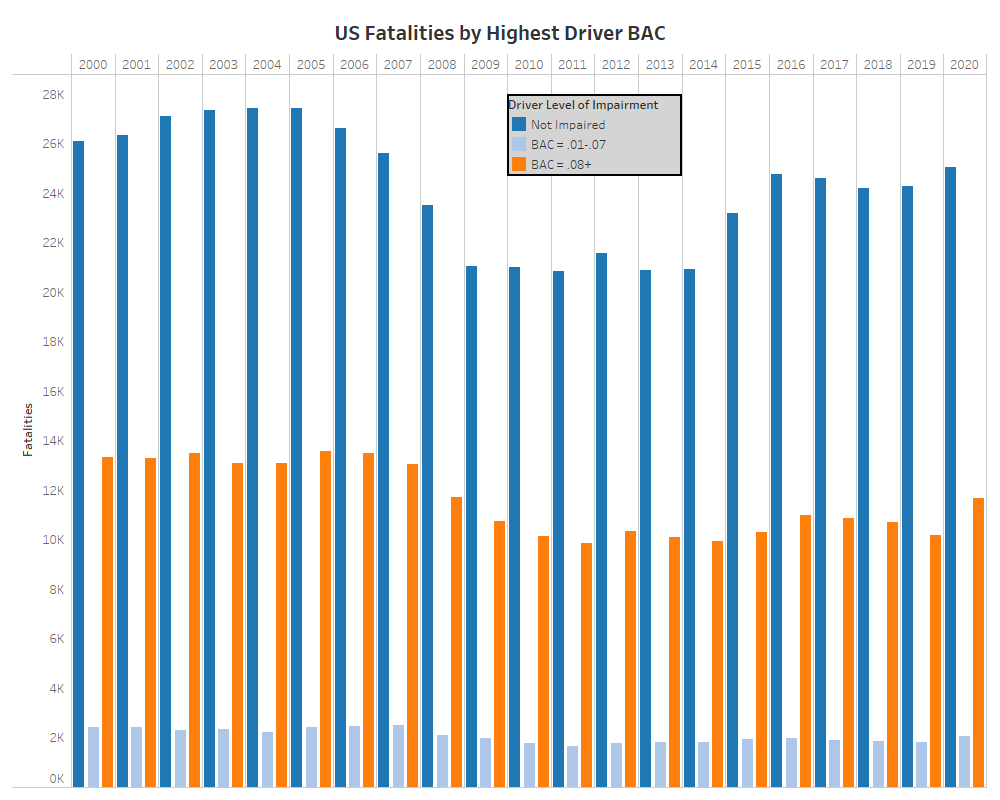 US Fatalities by Highest Driver BAC
2000 2001 2002 2003 2004 2005 2006 2007 2008 2009 2010 2011 2012 2013 2014 2015 2016 2017 2018 2019 2020
Driver Level of Impairment
Not Impaired
BAC = .01-.07
BAC = .08+
28K
26K
24K
22K
20K
18K
16K
14K
12K
10K
8K
6K
4K
2K
0K
Fatalities